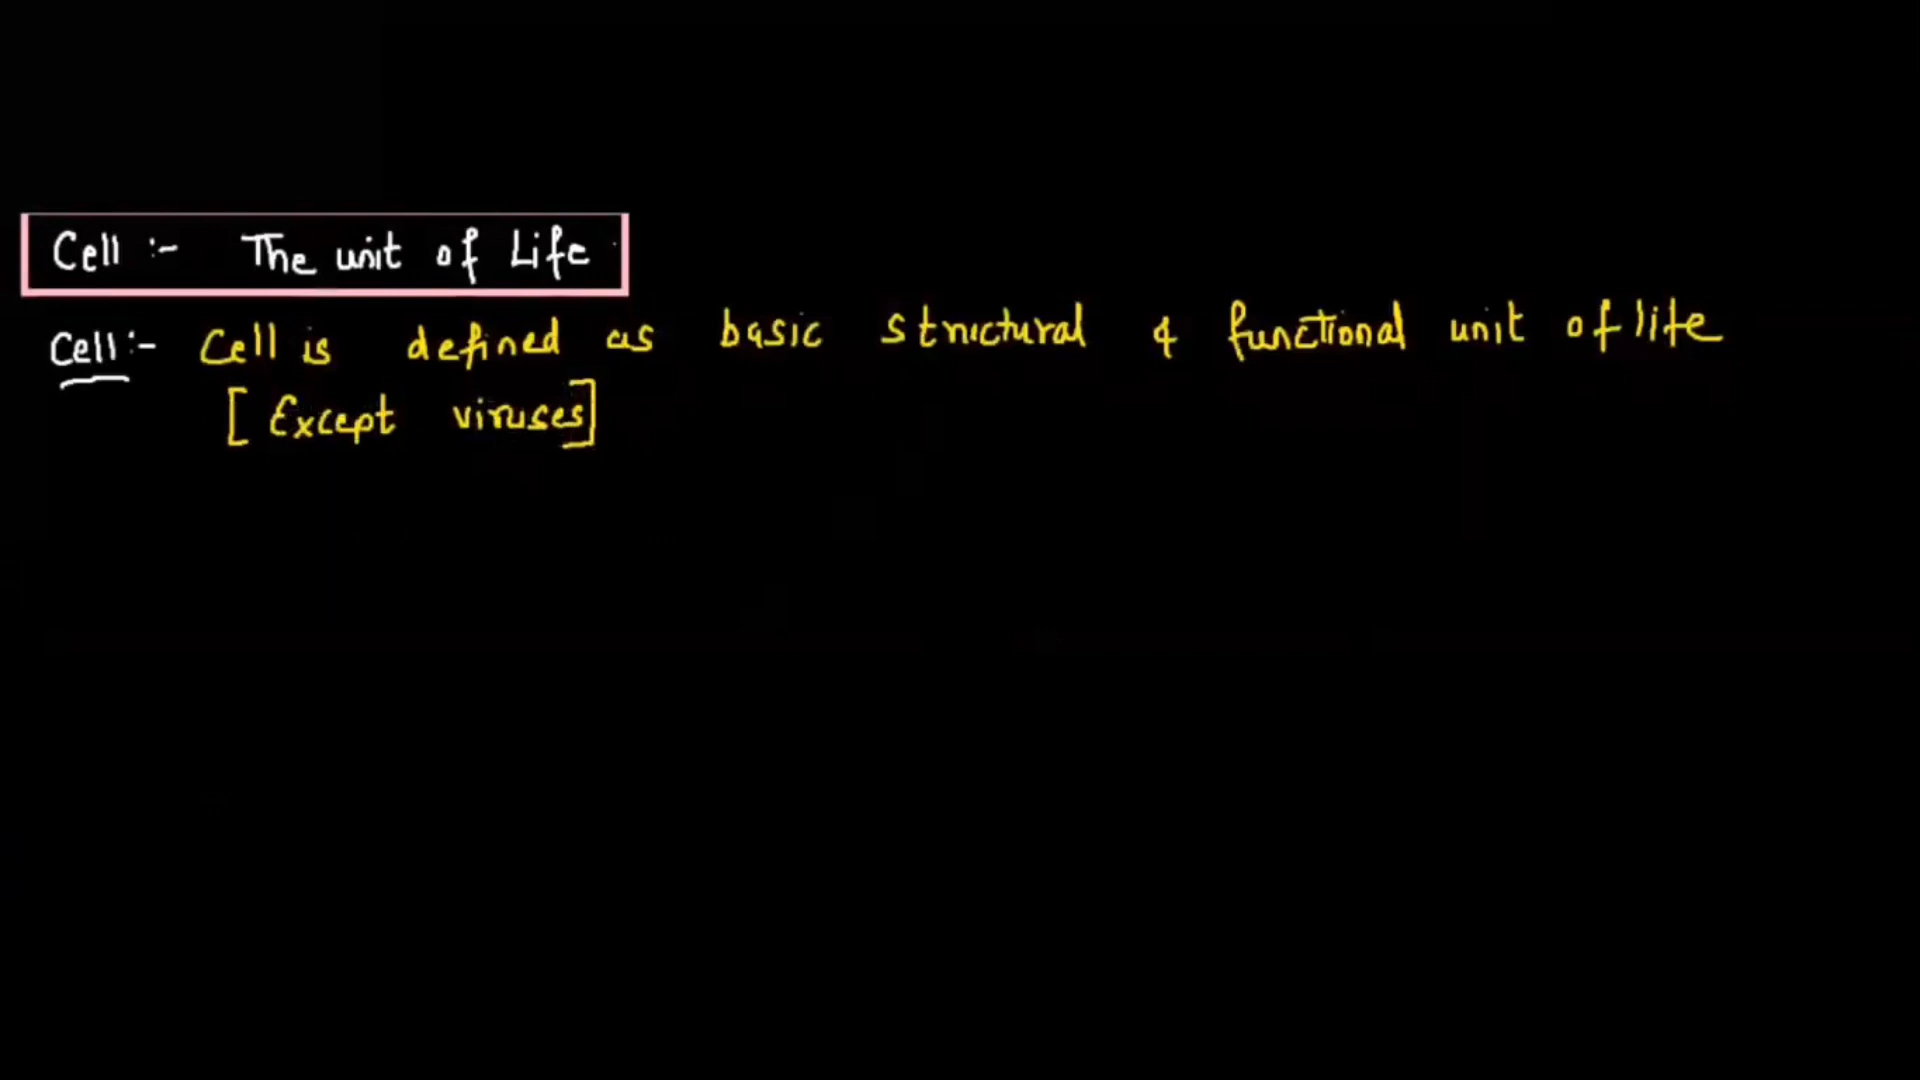 Cell :- The unit of Life
Cell :- Cell is defined as basic structural & functional unit of life
[ Except viruses]